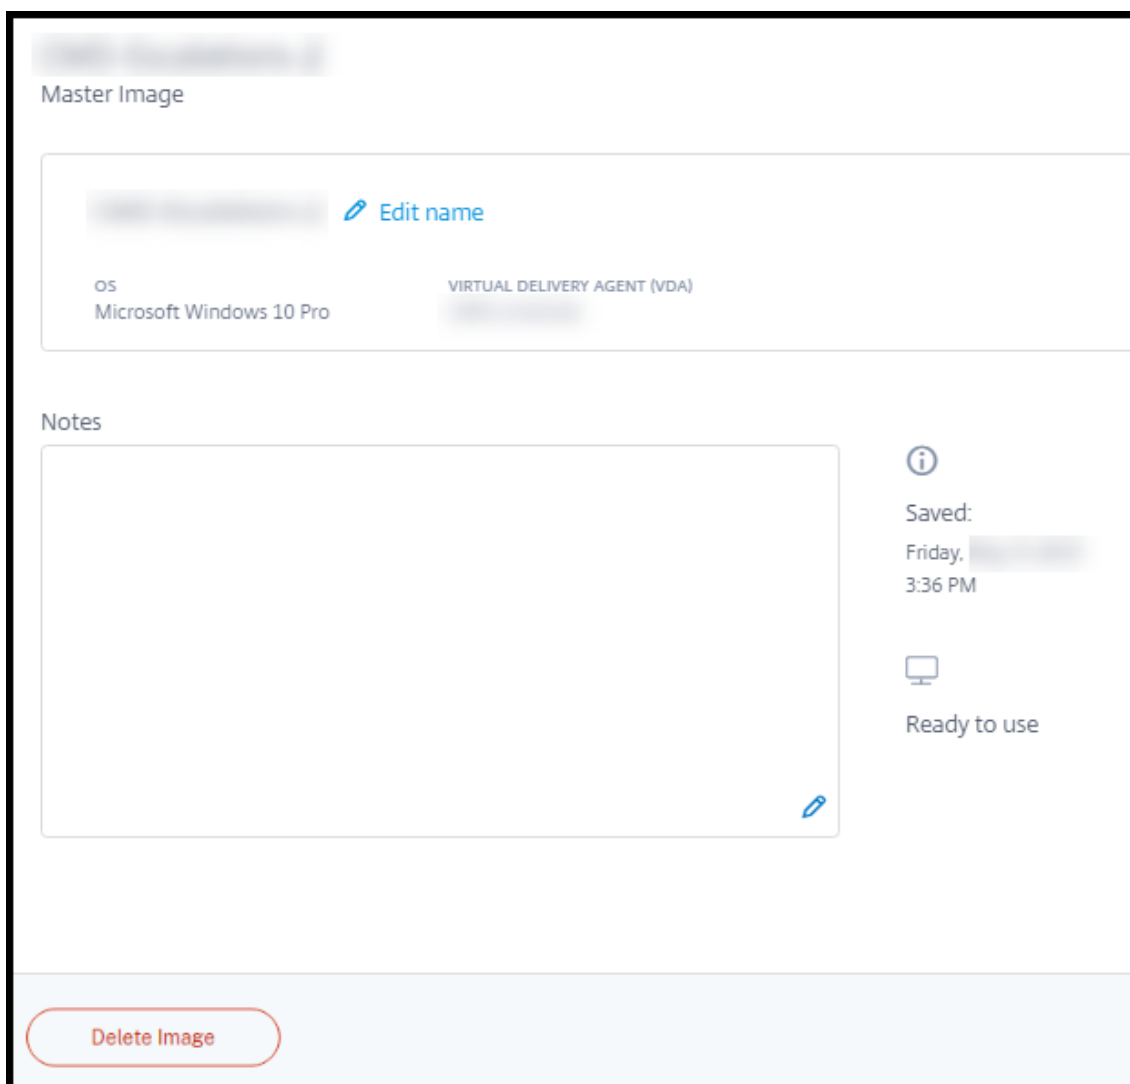 Master Image
Edit name
OS
VIRTUAL DELIVERY AGENT (VDA)
Microsoft Windows 10 Pro
Notes
Saved:
Friday,
3:36 PM
Ready to use
Delete Image